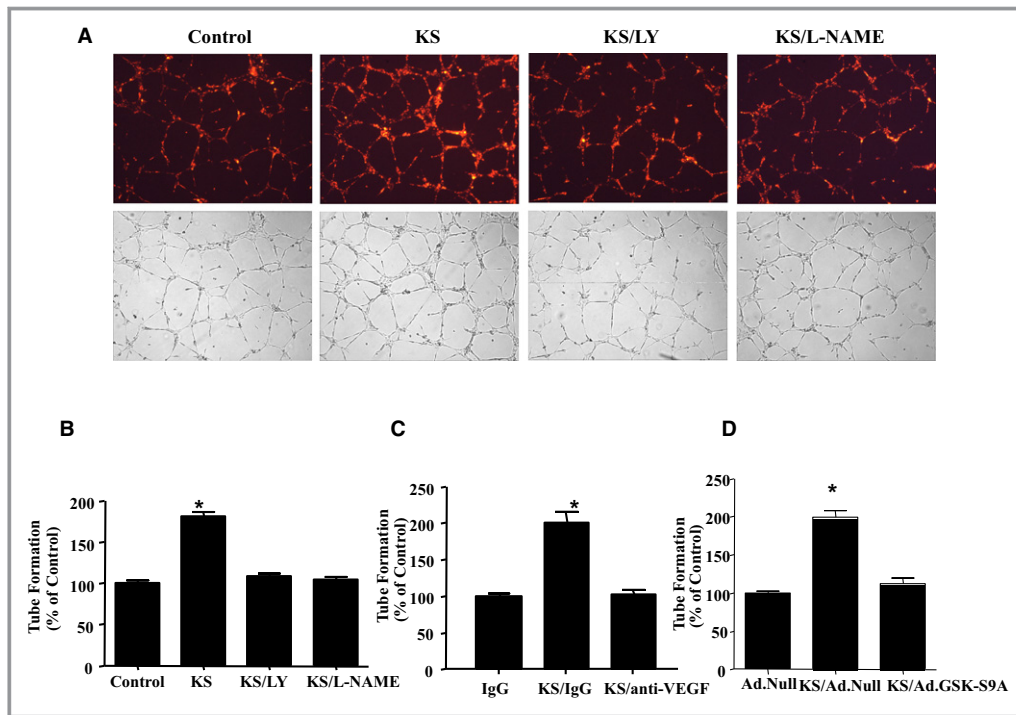 A
Control KS KS/LY KS/L-NAME
B
Tube Formation
(% of Control)
200
150
100
50
0
*
Control KS KS/LY KS/L-NAME
C
Tube Formation
(% of Control)
250
200
150
100
50
0
*
IgG KS/IgG KS/anti-VEGF
D
Tube Formation
(% of Control)
250
200
150
100
50
0
*
Ad.Null KS/Ad.Null KS/Ad.GSK-S9A